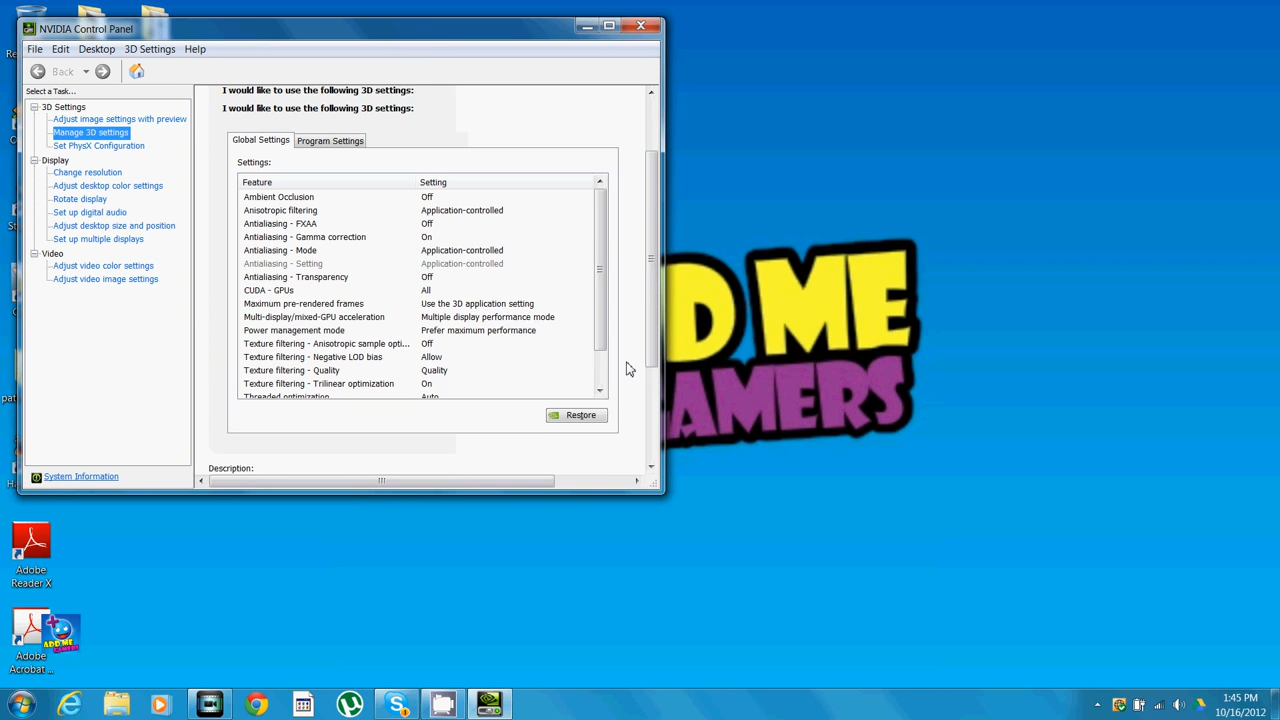 NVIDIA Control Panel
File Edit Desktop 3D Settings Help
Back
Select a Task...
3D Settings
Adjust image settings with preview
Manage 3D settings
Set PhysX Configuration
Display
Change resolution
Adjust desktop color settings
Rotate display
Set up digital audio
Adjust desktop size and position
Set up multiple displays
Video
Adjust video color settings
Adjust video image settings
System Information
I would like to use the following 3D settings:
I would like to use the following 3D settings:
Global Settings Program Settings
Settings:
Feature Setting
Ambient Occlusion Off
Anisotropic filtering Application-controlled
Antialiasing - FXAA Off
Antialiasing - Gamma correction On
Antialiasing - Mode Application-controlled
Antialiasing - Setting Application-controlled
Antialiasing - Transparency Off
CUDA - GPUs All
Maximum pre-rendered frames Use the 3D application setting
Multi-display/mixed-GPU acceleration Multiple display performance mode
Power management mode Prefer maximum performance
Texture filtering - Anisotropic sample opti... Off
Texture filtering - Negative LOD bias Allow
Texture filtering - Quality Quality
Texture filtering - Trilinear optimization On
Threaded optimization Auto
Restore
Description:
D ME
GAMERS
Adobe
Reader X
ADD ME
Adobe
Acrobat ...
1:45 PM
10/16/2012